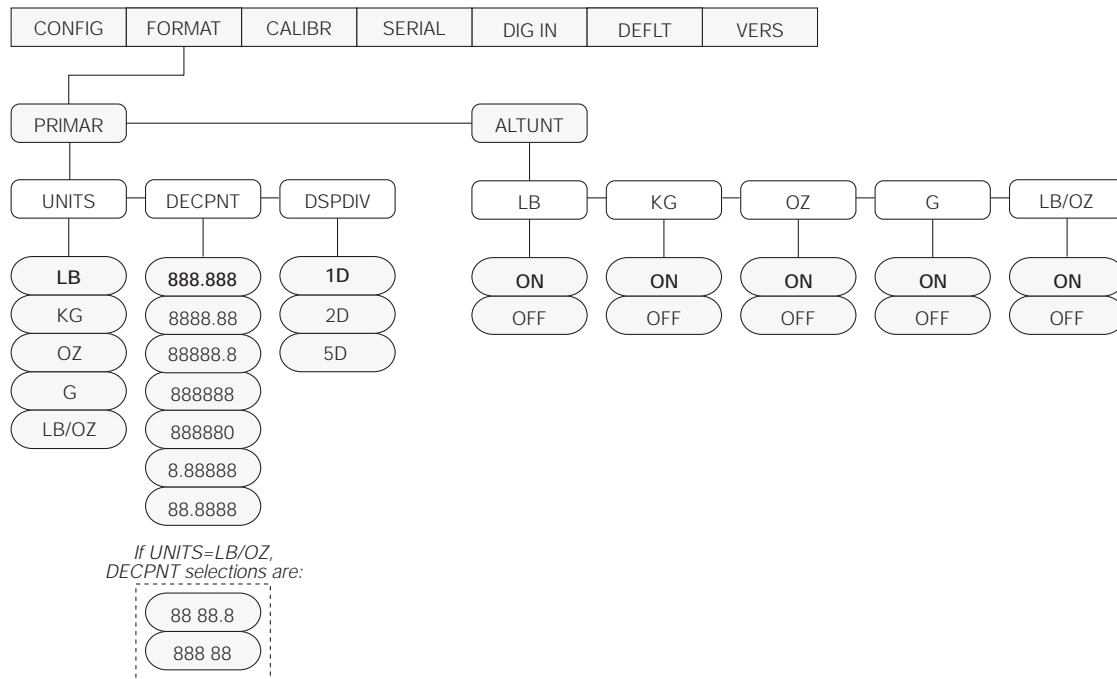 CONFIG FORMAT CALIBR SERIAL DIG IN DEFLT VERS
PRIMAR ALTUNT
UNITS DECPNT DSPDIV LB KG OZ G LB/OZ
LB 888.888 1D ON ON ON ON ON
KG 8888.88 2D OFF OFF OFF OFF OFF
OZ 88888.8 5D
G 888888
LB/OZ 888880
8.88888
88.8888
If UNITS=LB/OZ,
DECPNT selections are:
88 88.8
888 88